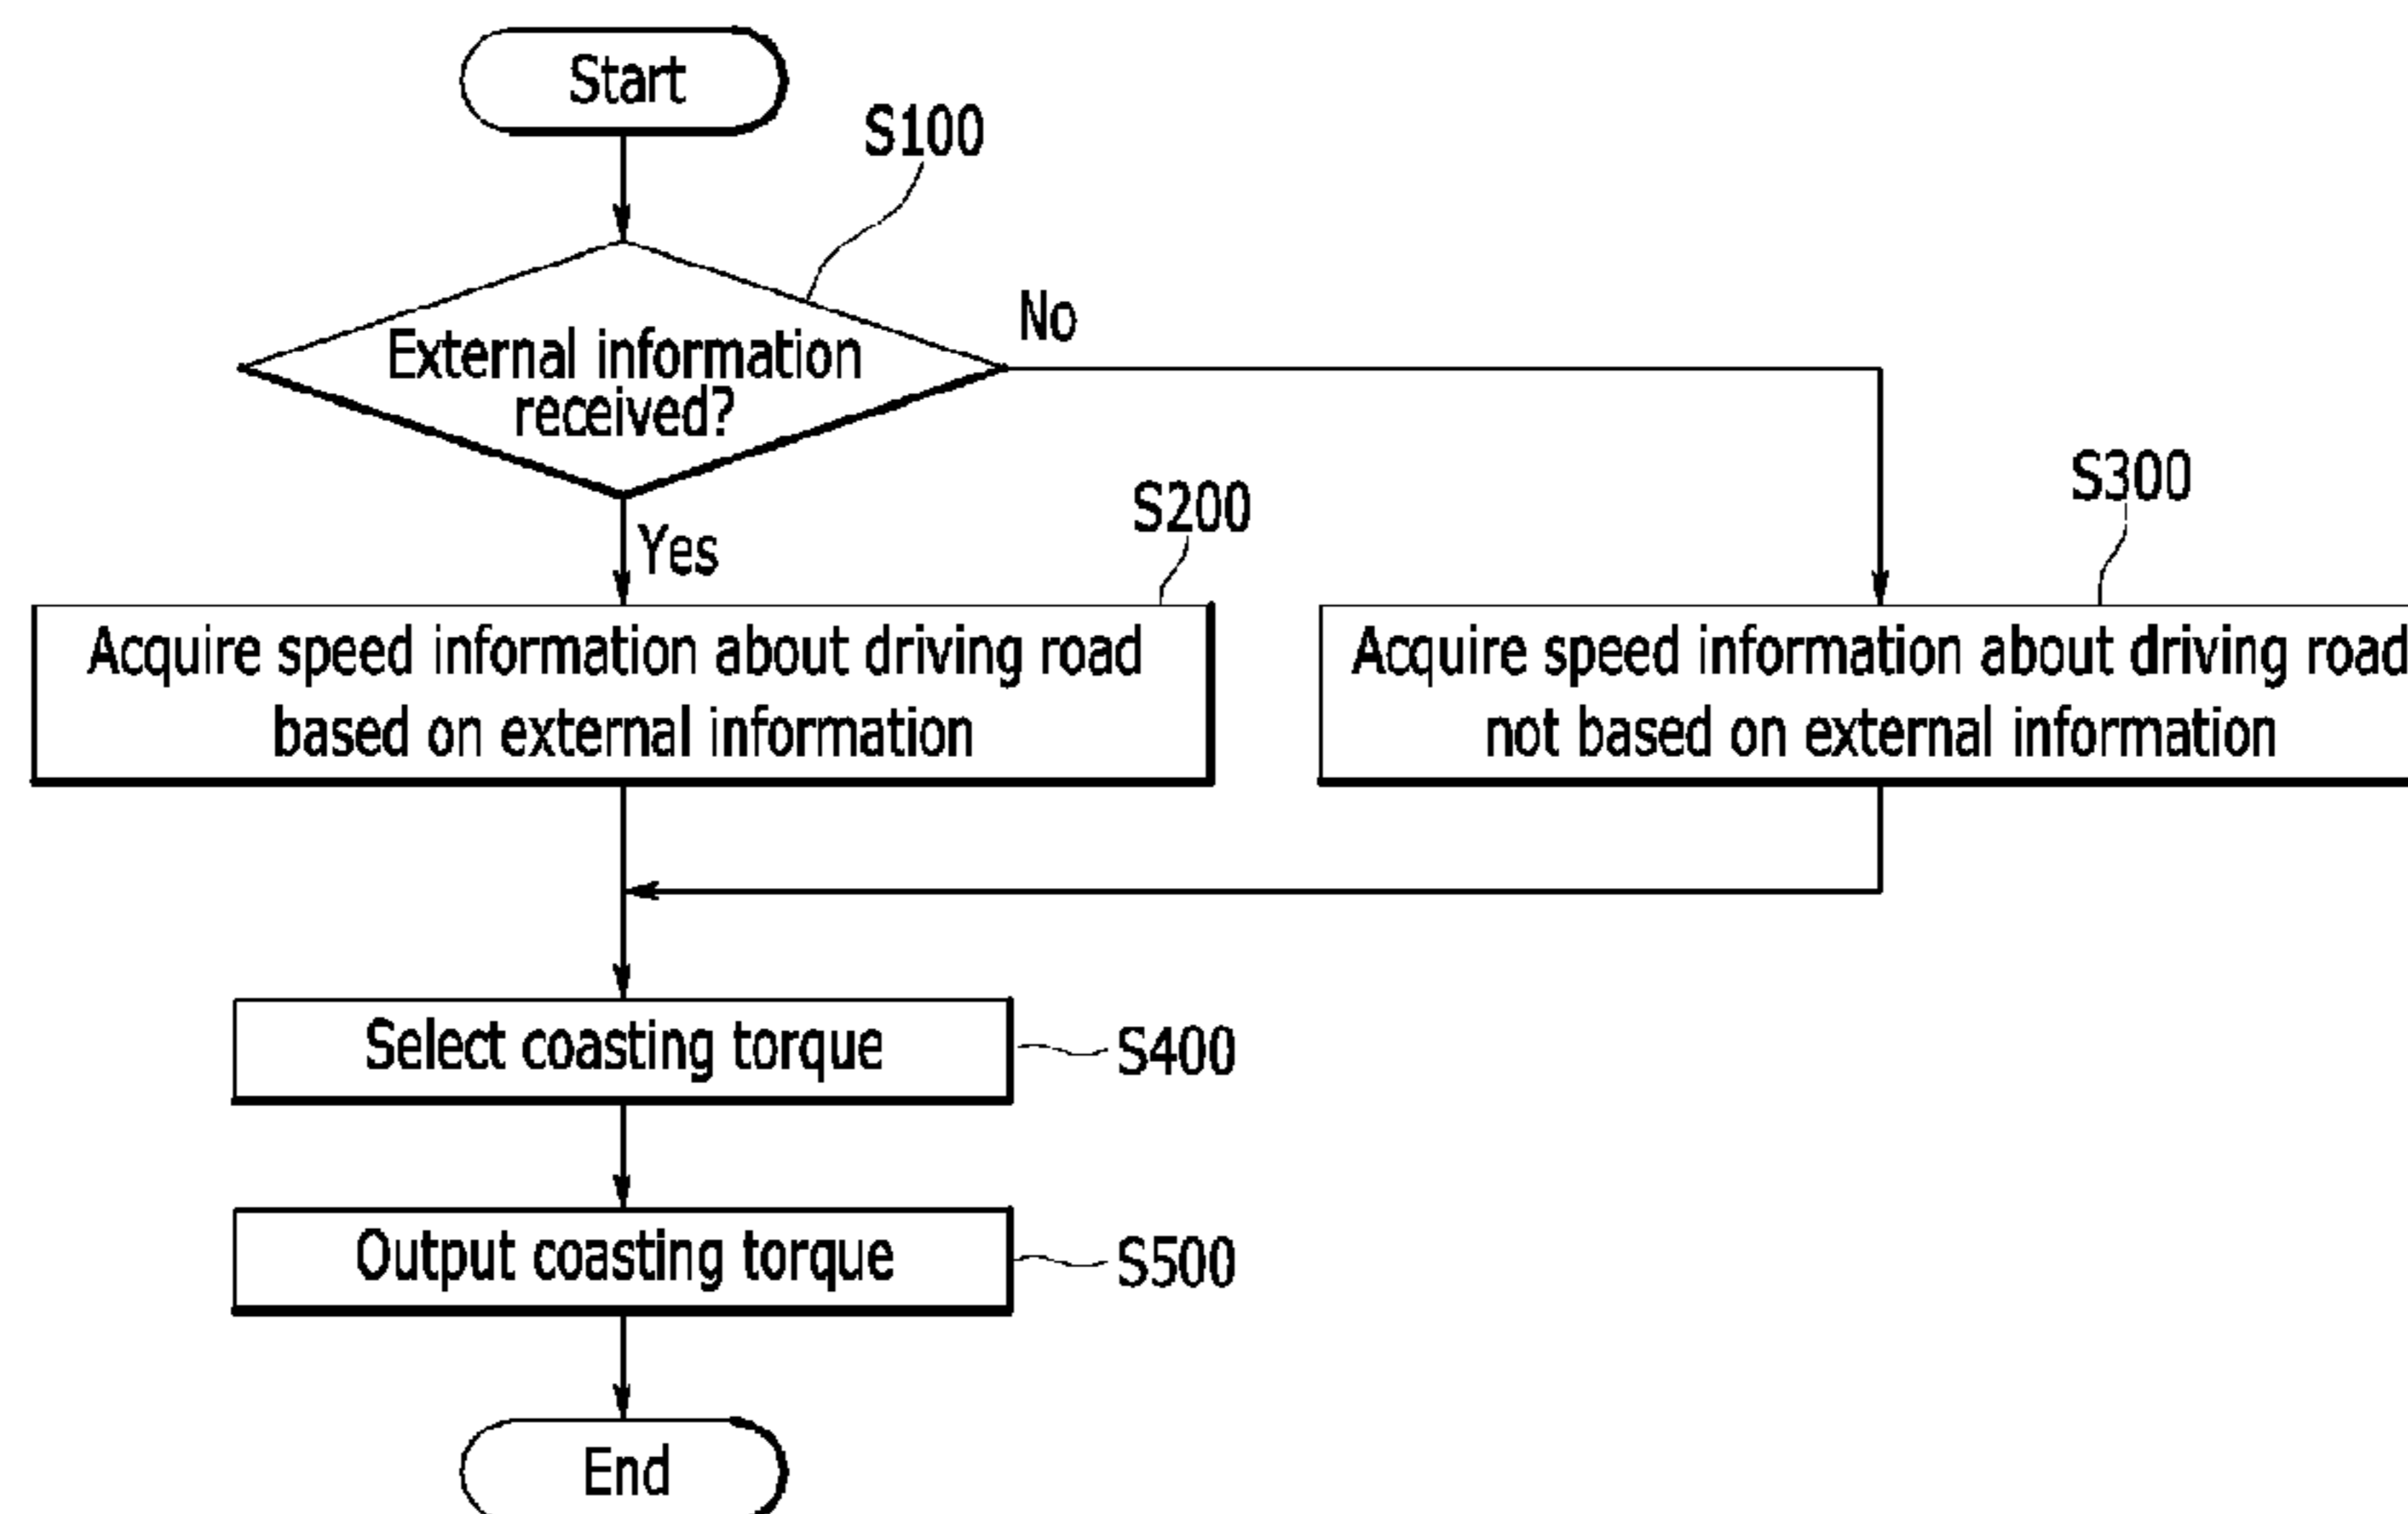 Start
S100
External information
received?
No
Yes
S200
Acquire speed information about driving road
based on external information
S300
Acquire speed information about driving road
not based on external information
Select coasting torque
S400
Output coasting torque
S500
End